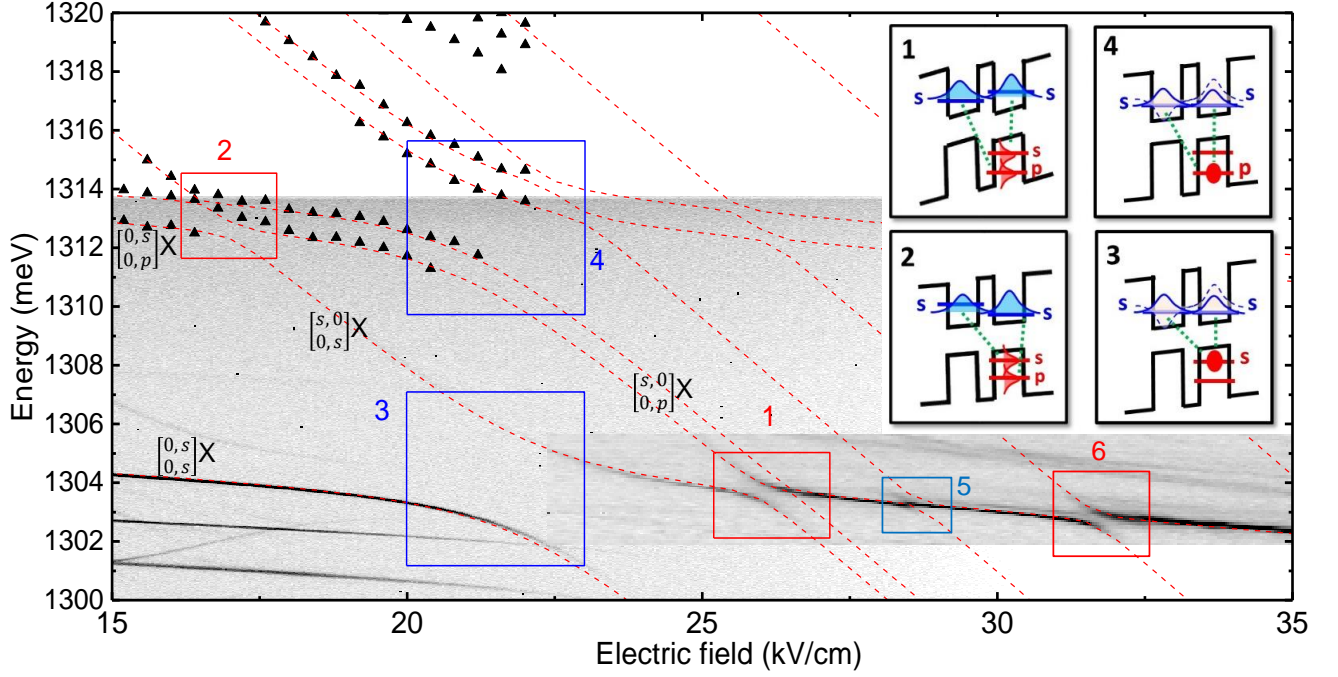 1320
1318
1316
1314
1312
1310
1308
1306
1304
1302
1300
Energy (meV)
15
20
25
30
35
Electric field (kV/cm)
2
4
3
1
5
6
[0, s]
[0, p] X
[s, 0]
[0, s] X
[s, 0]
[0, p] X
[0, s]
[0, s] X
1
s
s
s
p
4
s
s
p
2
s
s
s
p
3
s
s
s